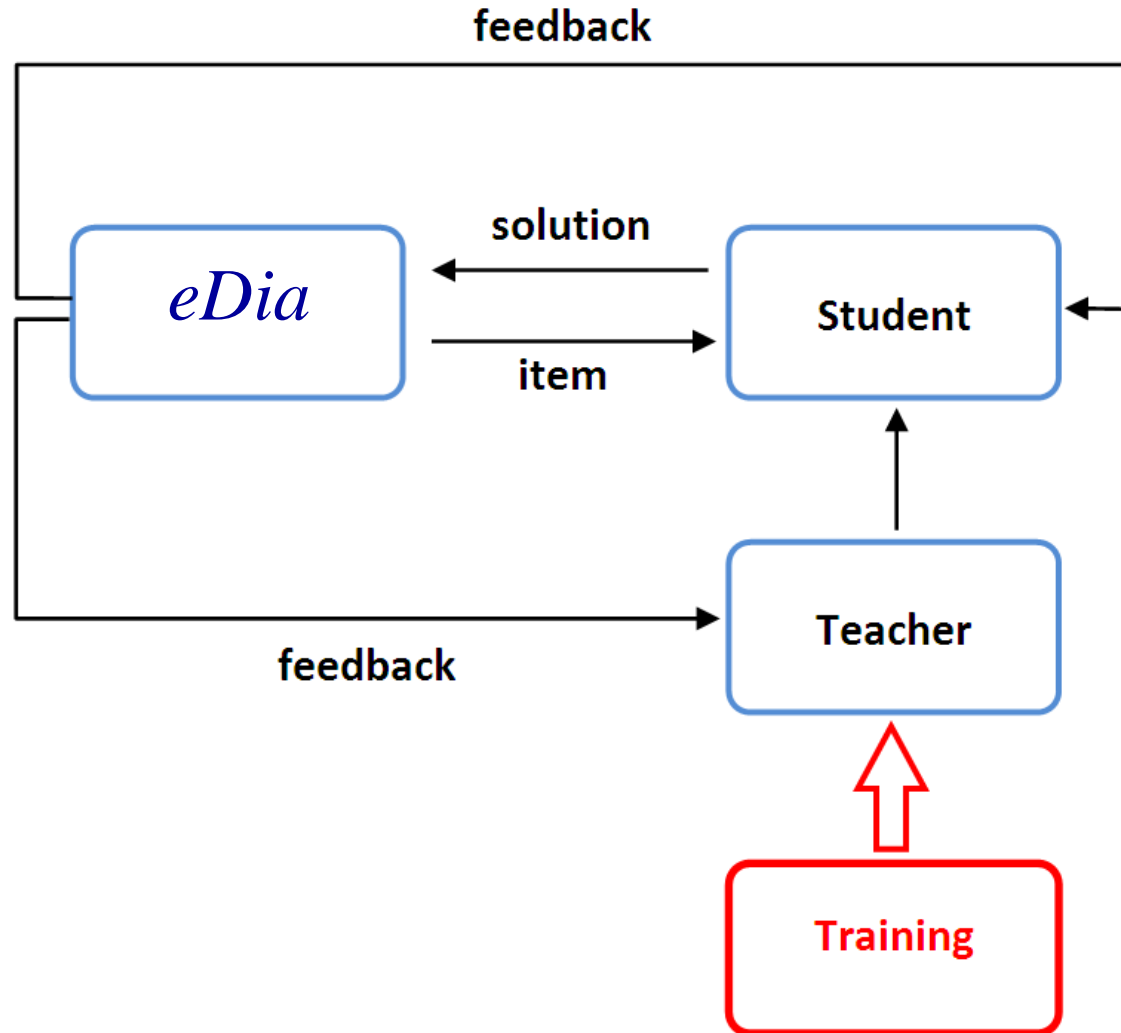 feedback
solution
eDia
Student
item
Teacher
feedback
Training